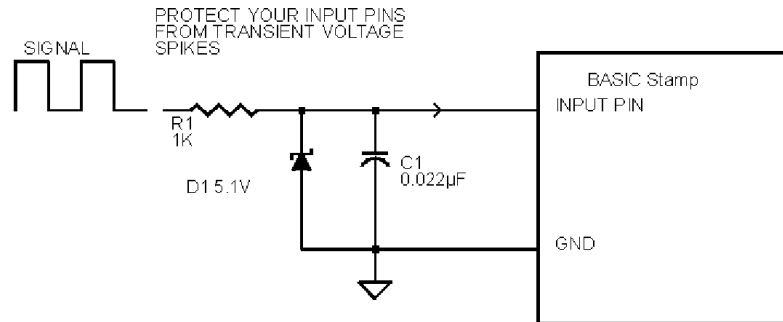 PROTECT YOUR INPUT PINS
FROM TRANSIENT VOLTAGE
SPIKES
SIGNAL
BASIC Stamp
INPUT PIN
R1
1K
C1
0.022µF
D1 5.1V
GND